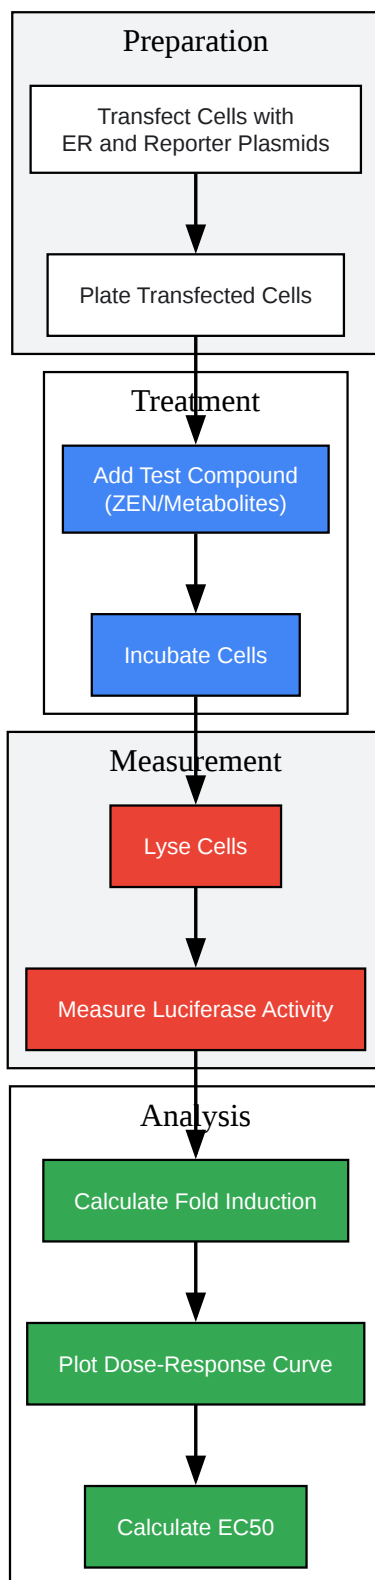 Preparation
Transfect Cells with
ER and Reporter Plasmids
Plate Transfected Cells
Treatment
Add Test Compound
(ZEN/Metabolites)
Incubate Cells
Measurement
Lyse Cells
Measure Luciferase Activity
Analysis
Calculate Fold Induction
Plot Dose-Response Curve
Calculate EC50